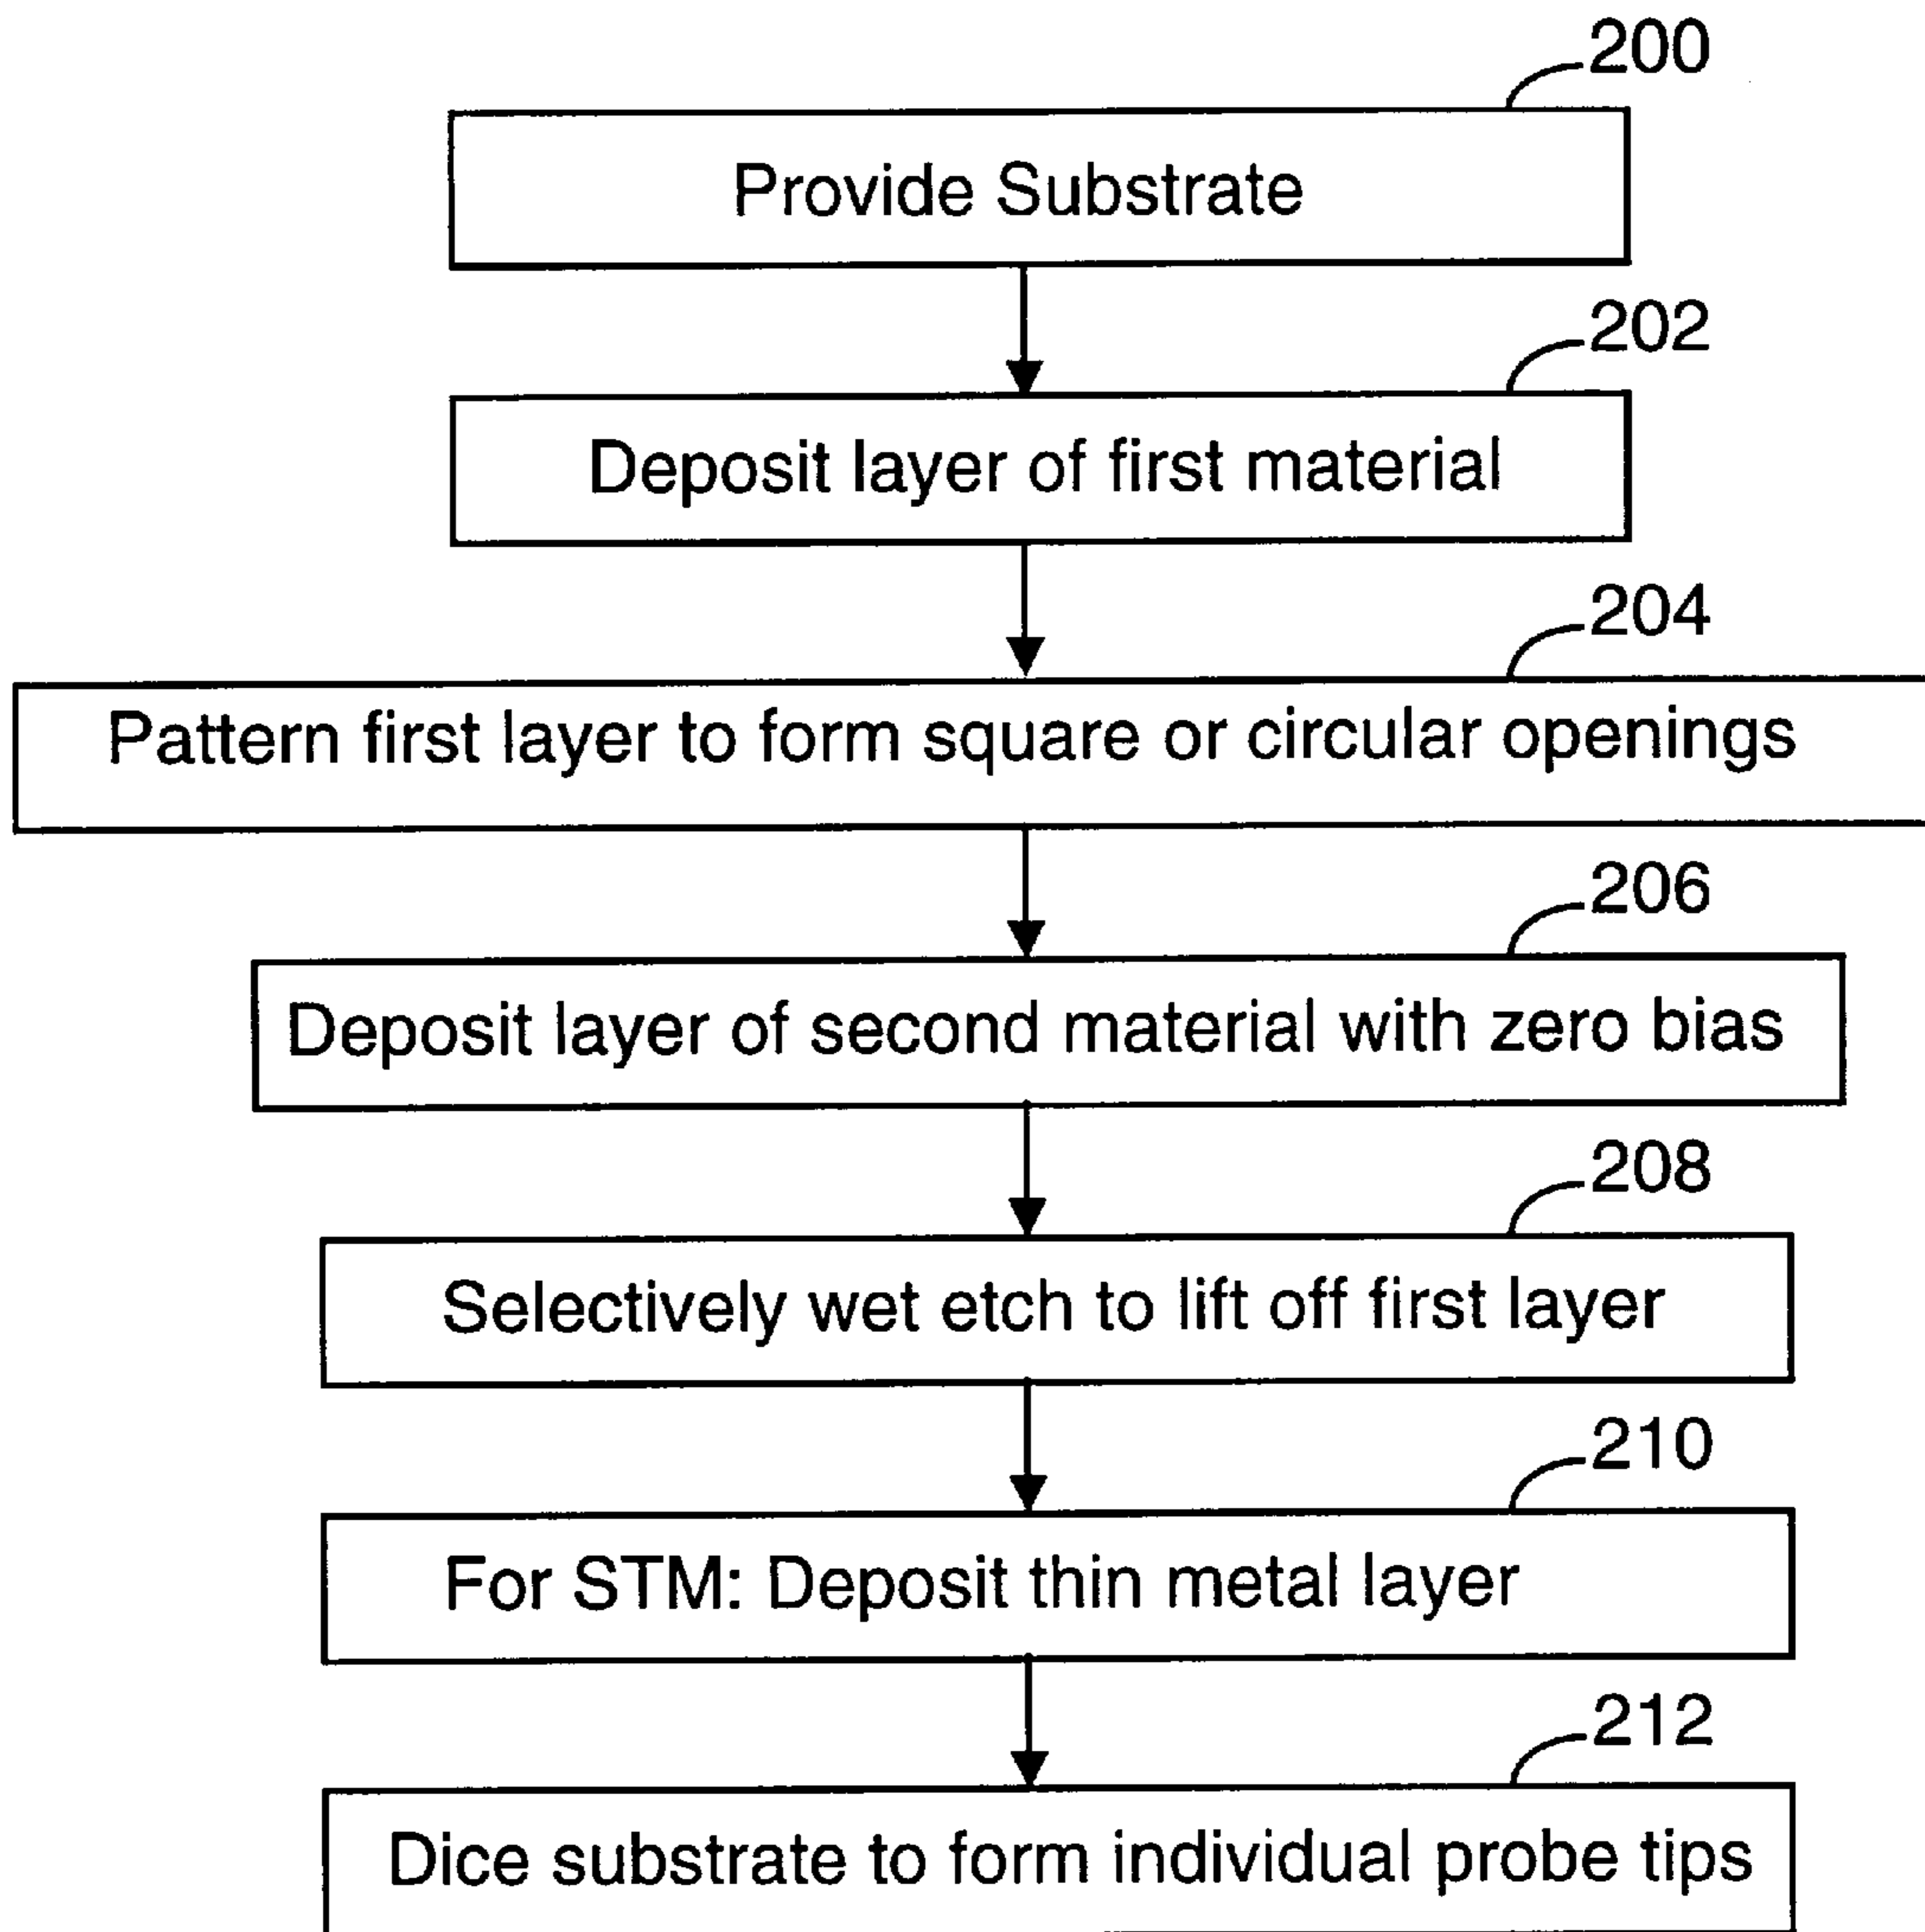 200
Provide Substrate
202
Deposit layer of first material
204
Pattern first layer to form square or circular openings
206
Deposit layer of second material with zero bias
208
Selectively wet etch to lift off first layer
210
For STM: Deposit thin metal layer
212
Dice substrate to form individual probe tips